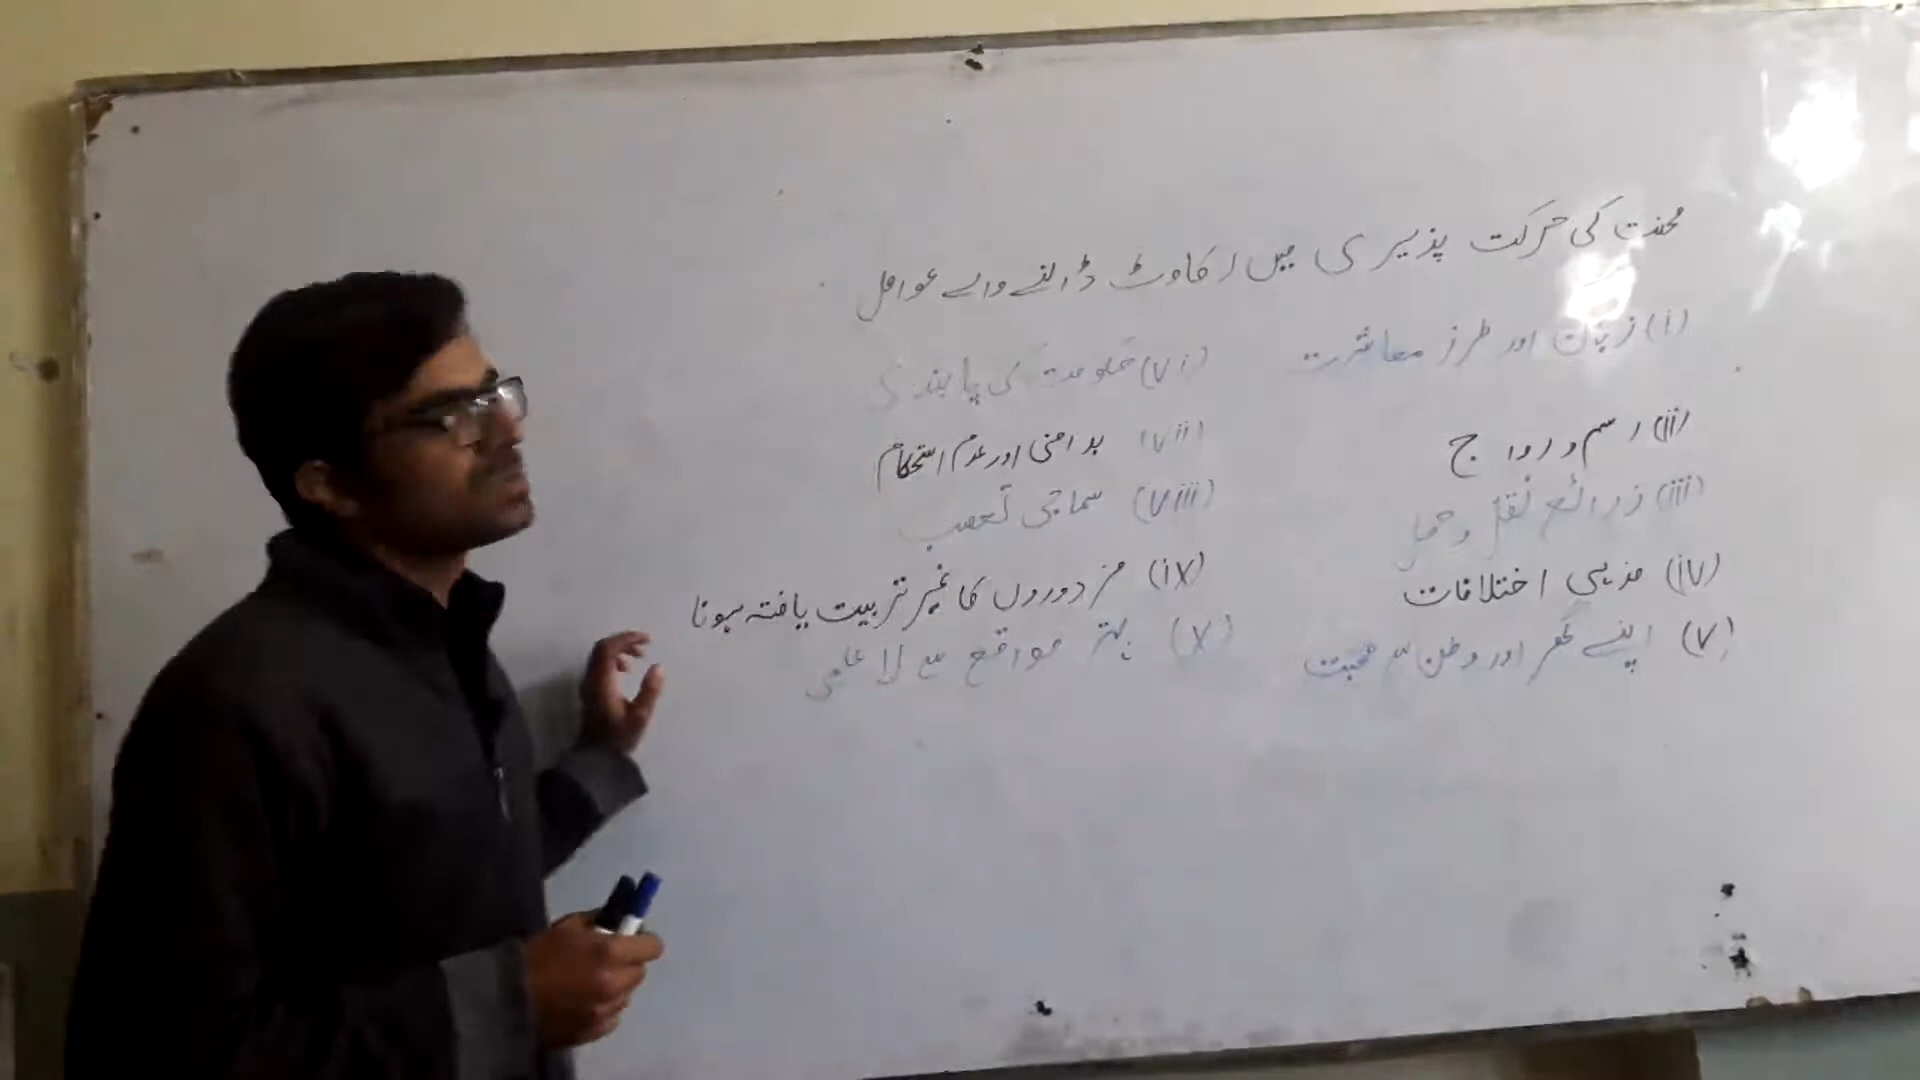 محنت کی حرکت پذیری میں رکاوٹ ڈالنے والے عوامل
(i) زبان اور طرز معاشرت
(ii) رسم و رواج
(iii) ذرائع نقل و حمل
(iv) مذہبی اختلافات
(v) اپنے گھر اور وطن سے محبت
(vi) حکومت کی پابندی
(vii) بد امنی اور عدم استحکام
(viii) سماجی تعصب
(ix) مزدوروں کا غیر تربیت یافتہ ہونا
(x) بہتر مواقع سے لا علمی